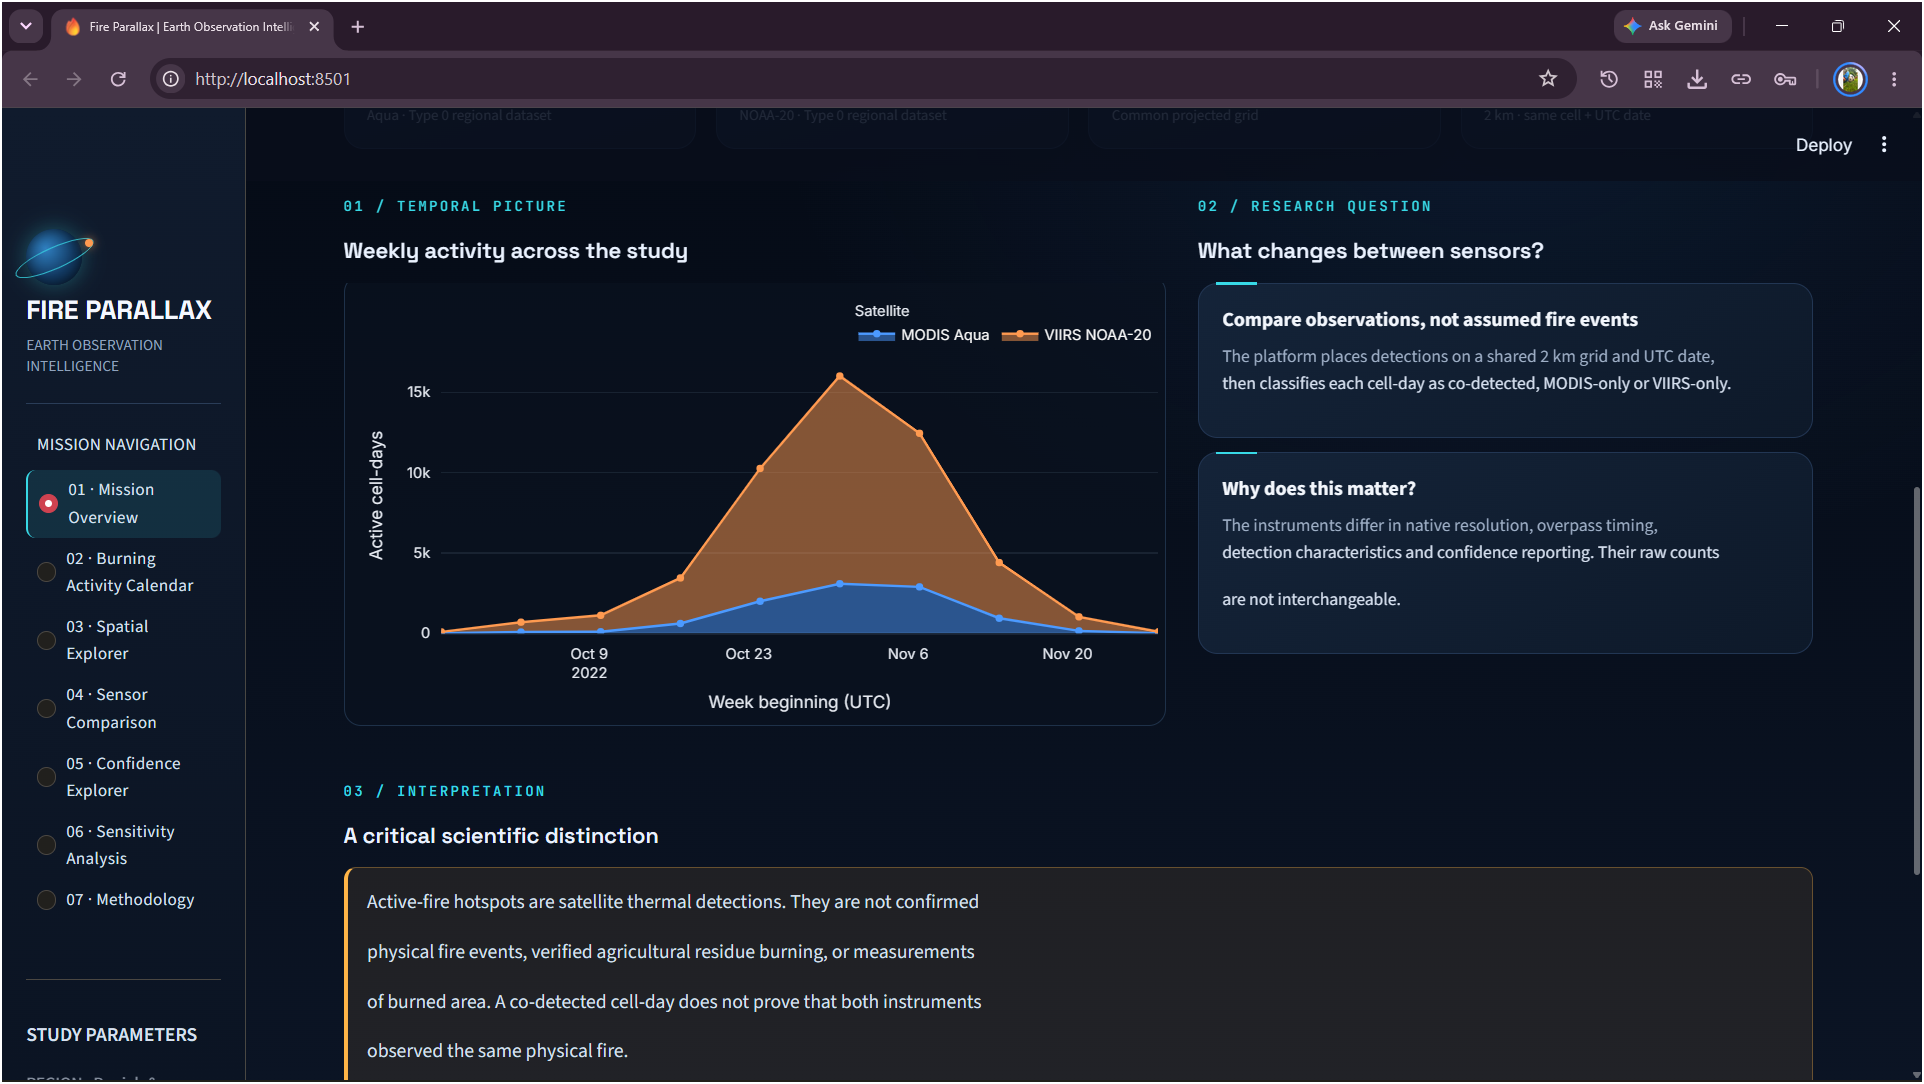 Fire Parallax | Earth Observation Intelli
Ask Gemini
http://localhost:8501
Aqua · Type 0 regional dataset
NOAA-20 · Type 0 regional dataset
Common projected grid
2 km · same cell + UTC date
Deploy
FIRE PARALLAX
EARTH OBSERVATION
INTELLIGENCE
MISSION NAVIGATION
01 · Mission
Overview
02 · Burning
Activity Calendar
03 · Spatial
Explorer
04 · Sensor
Comparison
05 · Confidence
Explorer
06 · Sensitivity
Analysis
07 · Methodology
STUDY PARAMETERS
01 / TEMPORAL PICTURE
Weekly activity across the study
Satellite
MODIS Aqua
VIIRS NOAA-20
15k
10k
5k
0
Active cell-days
Oct 9
2022
Oct 23
Nov 6
Nov 20
Week beginning (UTC)
02 / RESEARCH QUESTION
What changes between sensors?
Compare observations, not assumed fire events
The platform places detections on a shared 2 km grid and UTC date,
then classifies each cell-day as co-detected, MODIS-only or VIIRS-only.
Why does this matter?
The instruments differ in native resolution, overpass timing,
detection characteristics and confidence reporting. Their raw counts
are not interchangeable.
03 / INTERPRETATION
A critical scientific distinction
Active-fire hotspots are satellite thermal detections. They are not confirmed
physical fire events, verified agricultural residue burning, or measurements
of burned area. A co-detected cell-day does not prove that both instruments
observed the same physical fire.